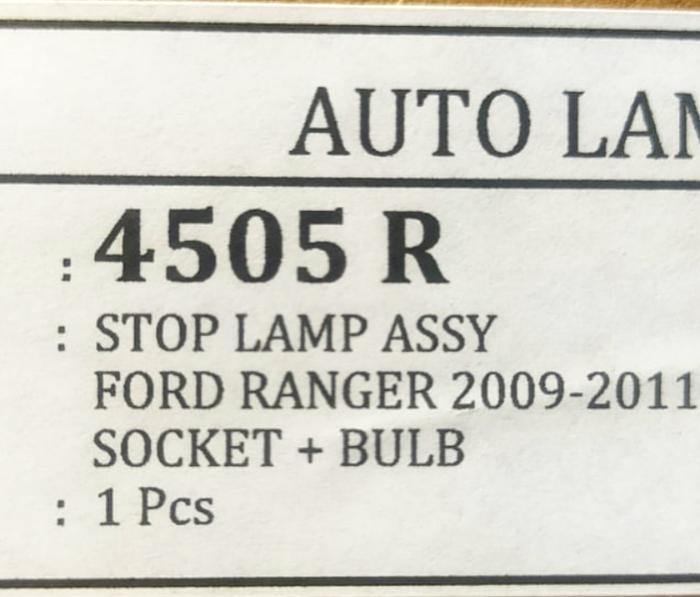 AUTO LAM
: 4505 R
: STOP LAMP ASSY
FORD RANGER 2009-2011
SOCKET + BULB
: 1 Pcs